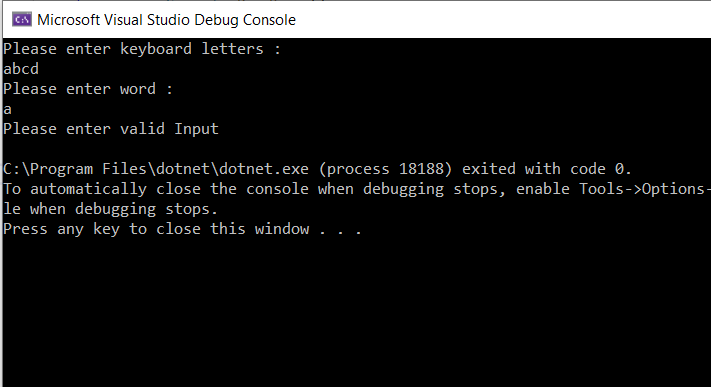 C:\ Microsoft Visual Studio Debug Console
Please enter keyboard letters :
abcd
Please enter word :
a
Please enter valid Input
C:\Program Files\dotnet\dotnet.exe (process 18188) exited with code 0.
To automatically close the console when debugging stops, enable Tools->Options-
le when debugging stops.
Press any key to close this window . . .